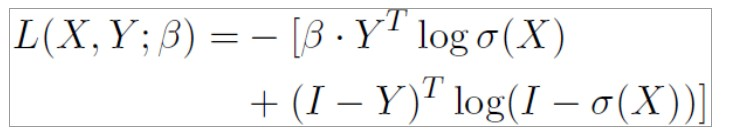 L(X, Y; β) = − [β · Y^T log σ(X)
+ (I − Y)^T log(I − σ(X))]